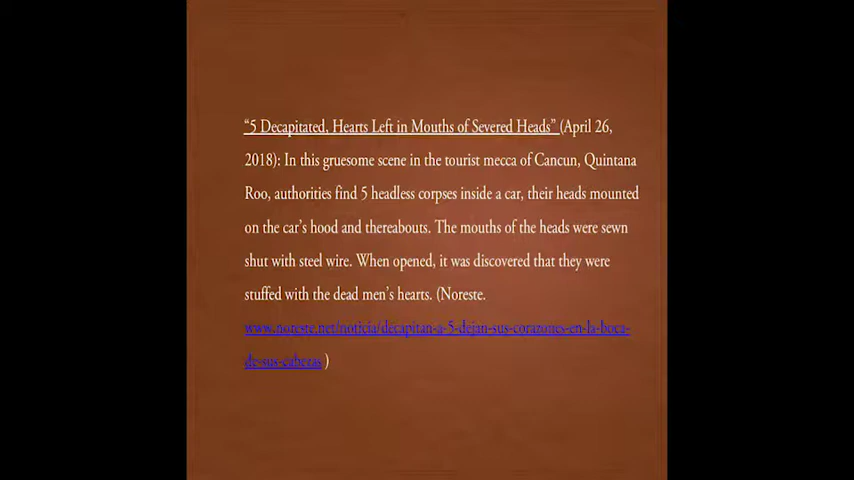 “5 Decapitated, Hearts Left in Mouths of Severed Heads” (April 26,
2018): In this gruesome scene in the tourist mecca of Cancun, Quintana
Roo, authorities find 5 headless corpses inside a car, their heads mounted
on the car’s hood and thereabouts. The mouths of the heads were sewn
shut with steel wire. When opened, it was discovered that they were
stuffed with the dead men’s hearts. (Noreste.
www.noreste.net/noticia/decapitan-a-5-dejan-sus-corazones-en-la-boca-
de-sus-cabezas )